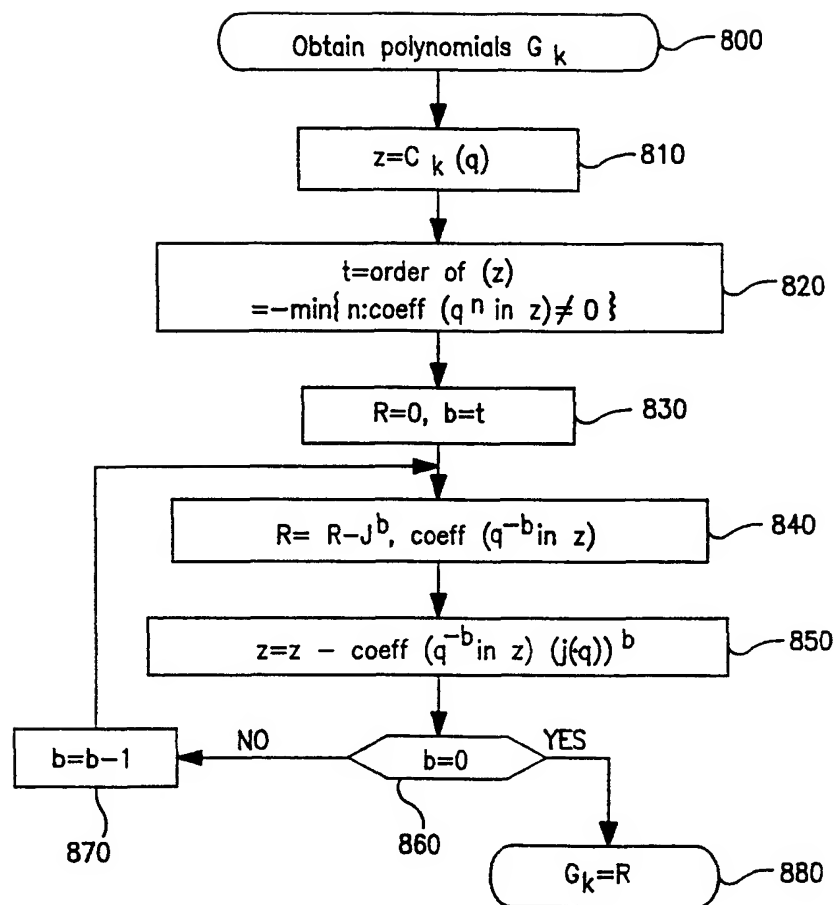 Obtain polynomials G k
800
z=C k (q)
810
t=order of (z)
=-min{ n:coeff (q n in z)≠ 0 }
820
R=0, b=t
830
R= R-J b, coeff (q -b in z)
840
z=z - coeff (q -b in z) (j(-q)) b
850
b=b-1
NO
b=0
YES
870
860
G k =R
880